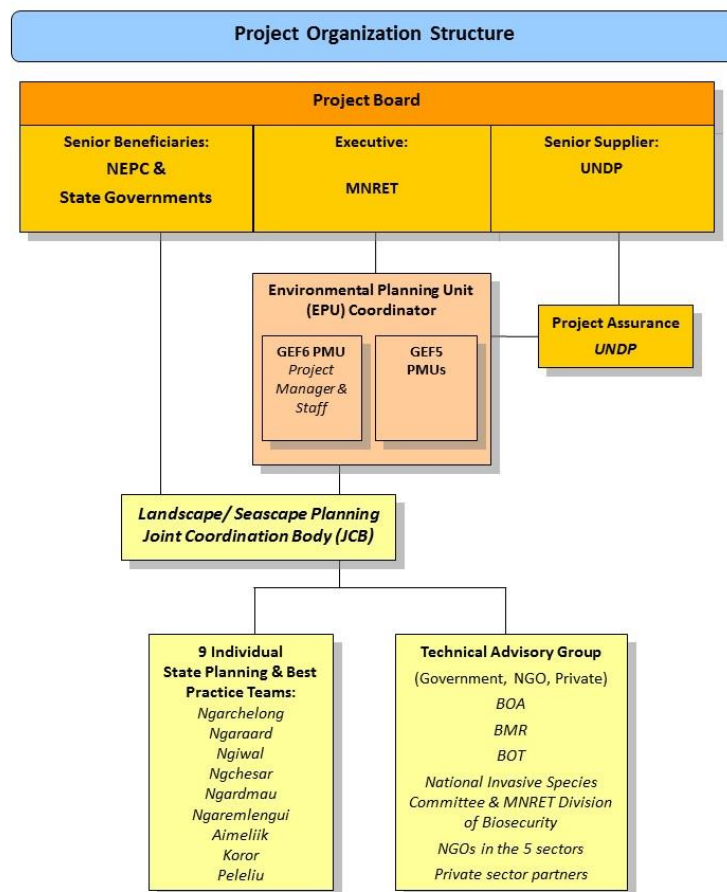 Project Organization Structure
Project Board
Senior Beneficiaries:
NEPC &
State Governments
Executive:
MNRET
Senior Supplier:
UNDP
Environmental Planning Unit
(EPU) Coordinator
GEF6 PMU
Project
Manager &
Staff
GEF5
PMUs
Project Assurance
UNDP
Landscape/ Seascape Planning
Joint Coordination Body (JCB)
9 Individual
State Planning & Best
Practice Teams:
Ngarchelong
Ngaraard
Ngiwal
Ngchesar
Ngardmau
Ngaremlengui
Aimeliik
Koror
Peleliu
Technical Advisory Group
(Government, NGO, Private)
BOA
BMR
BOT
National Invasive Species
Committee & MNRET Division
of Biosecurity
NGOs in the 5 sectors
Private sector partners